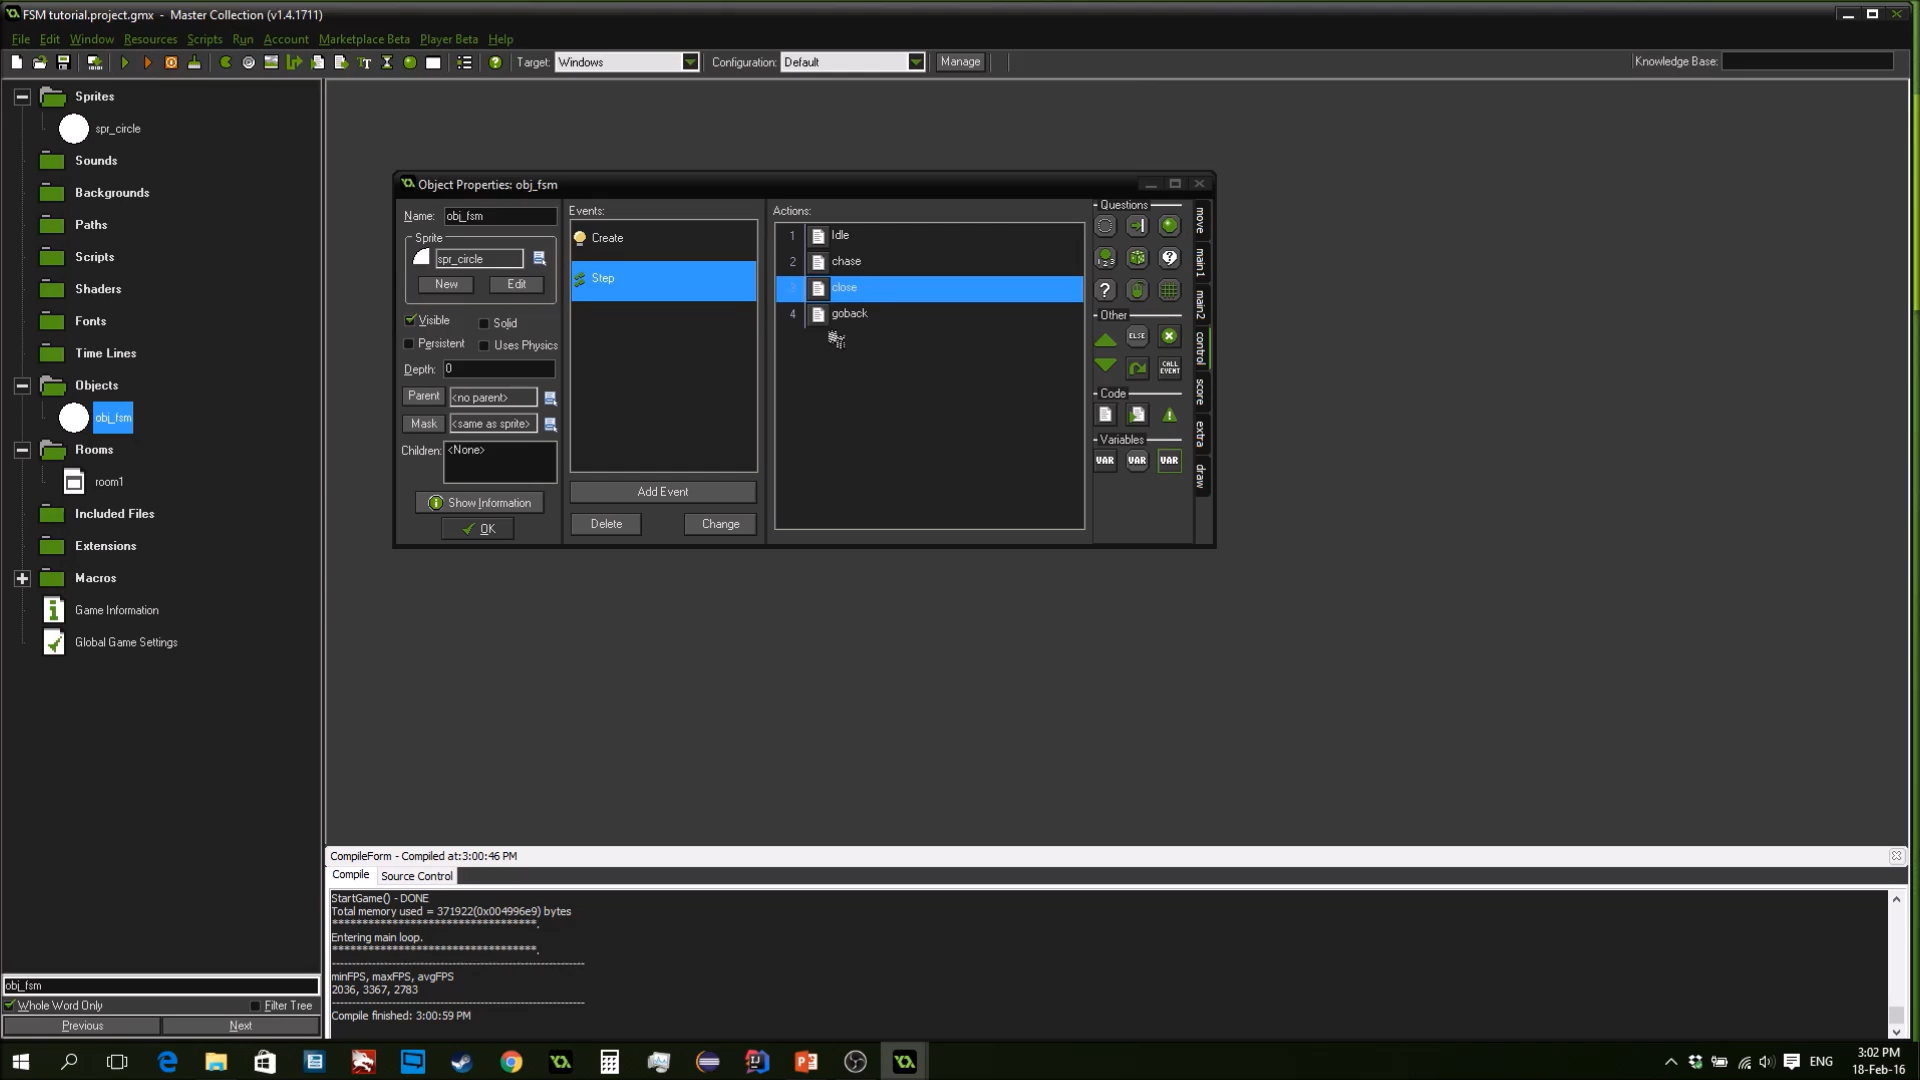 FSM tutorial.project.gmx - Master Collection (v1.4.1711)
File Edit Window Resources Scripts Run Account Marketplace Beta Player Beta Help
Target: Windows Configuration: Default Manage Knowledge Base:
Sprites
spr_circle
Sounds
Backgrounds
Paths
Scripts
Shaders
Fonts
Time Lines
Objects
obj_fsm
Rooms
room1
Included Files
Extensions
Macros
Game Information
Global Game Settings
obj_fsm
Whole Word Only Filter Tree
Previous Next
Object Properties: obj_fsm
Name: obj_fsm
Sprite
spr_circle
New Edit
Visible Solid
Persistent Uses Physics
Depth: 0
Parent <no parent>
Mask <same as sprite>
Children: <None>
Show Information
OK
Events:
Create
Step
Add Event
Delete Change
Actions:
1 Idle
2 chase
3 close
4 goback
Questions
Other
ELSE
CALL EVENT
Code
Variables
VAR VAR VAR
move
main1
main2
control
score
extra
draw
CompileForm - Compiled at:3:00:46 PM
Compile Source Control
StartGame() - DONE
Total memory used = 371922(0x004996e9) bytes
***********************************.
Entering main loop.
***********************************.
minFPS, maxFPS, avgFPS
2036, 3367, 2783
Compile finished: 3:00:59 PM
ENG
3:02 PM
18-Feb-16